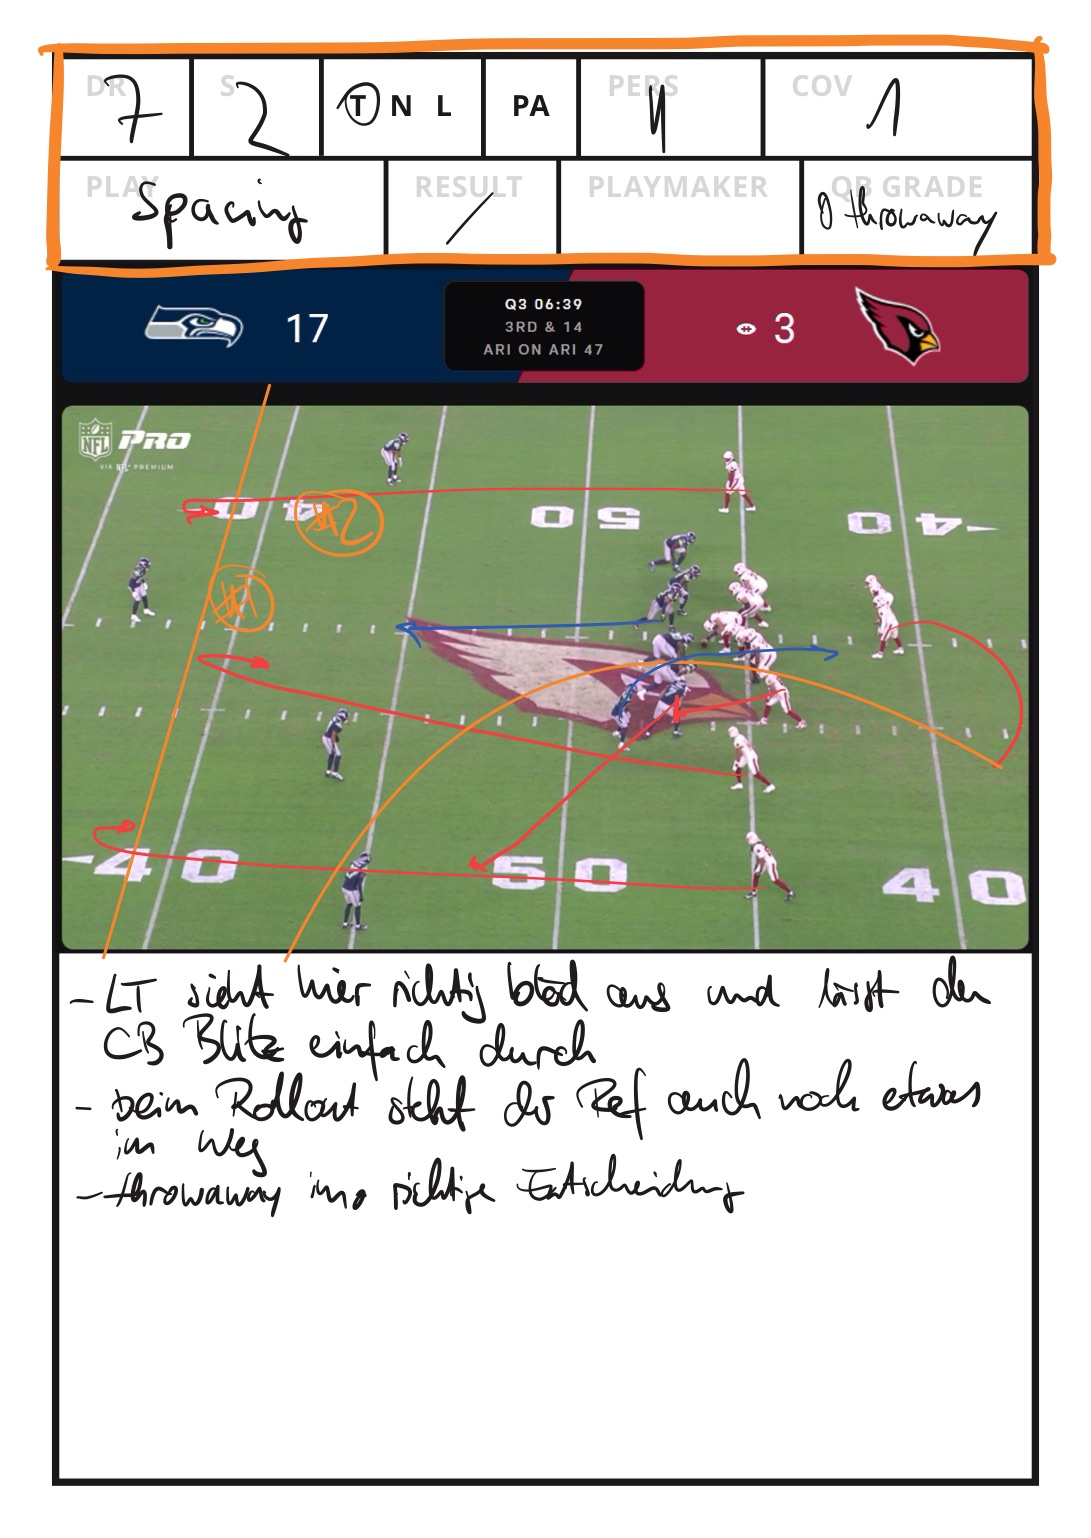 DR 7 S 2 T N L PA PERS 11 COV 1
PLAY Spacing RESULT / PLAYMAKER QB GRADE 0 throwaway
17 Q3 06:39 3
3RD & 14
ARI ON ARI 47
NFL PRO
VIA NFL+ PREMIUM
40 #2 50 40
#1
40 50 40
- LT sieht hier richtig blöd aus und lässt den
CB Blitz einfach durch
- beim Rollout steht der Ref auch noch etwas
im Weg
- throwaway richtige Entscheidung